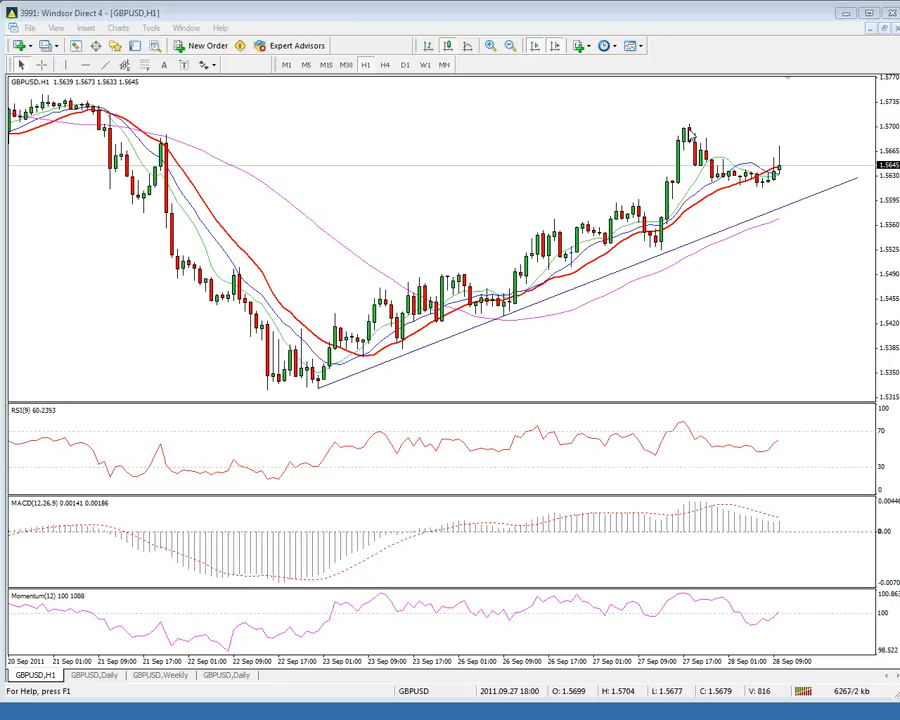 3991: Windsor Direct 4 - [GBPUSD,H1]
File View Insert Charts Tools Window Help
New Order Expert Advisors
A T M1 M5 M15 M30 H1 H4 D1 W1 MN
GBPUSD,H1 1.5639 1.5673 1.5633 1.5645
1.5770
1.5735
1.5700
1.5665
1.5645
1.5630
1.5595
1.5560
1.5525
1.5490
1.5455
1.5420
1.5385
1.5350
1.5315
RSI(9) 60.2393
100
70
30
0
MACD(12,26,9) 0.00141 0.00186
0.00446
0.00
-0.0070
Momentum(12) 100 1088
100.863
100
98.522
20 Sep 2011 21 Sep 01:00 21 Sep 09:00 21 Sep 17:00 22 Sep 01:00 22 Sep 09:00 22 Sep 17:00 23 Sep 01:00 23 Sep 09:00 23 Sep 17:00 26 Sep 01:00 26 Sep 09:00 26 Sep 17:00 27 Sep 01:00 27 Sep 09:00 27 Sep 17:00 28 Sep 01:00 28 Sep 09:00
GBPUSD,H1 GBPUSD,Daily GBPUSD,Weekly GBPUSD,Daily
For Help, press F1 GBPUSD 2011.09.27 18:00 O: 1.5699 H: 1.5704 L: 1.5677 C: 1.5679 V: 816 6267/2 kb